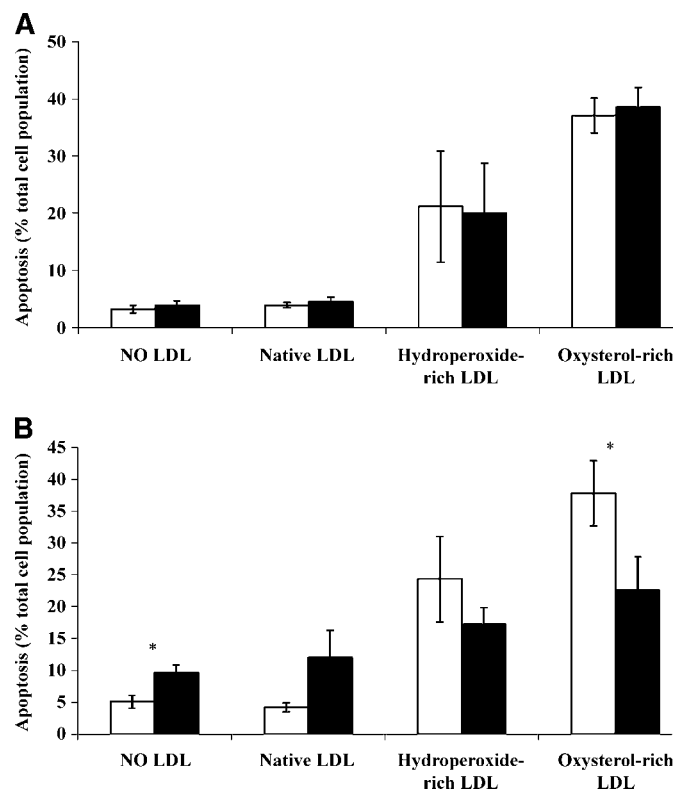 A
Apoptosis (% total cell population)
50
40
30
20
10
0
NO LDL
Native LDL
Hydroperoxide-
rich LDL
Oxysterol-rich
LDL
B
Apoptosis (% total cell population)
45
40
35
30
25
20
15
10
5
0
*
*
NO LDL
Native LDL
Hydroperoxide-
rich LDL
Oxysterol-rich
LDL